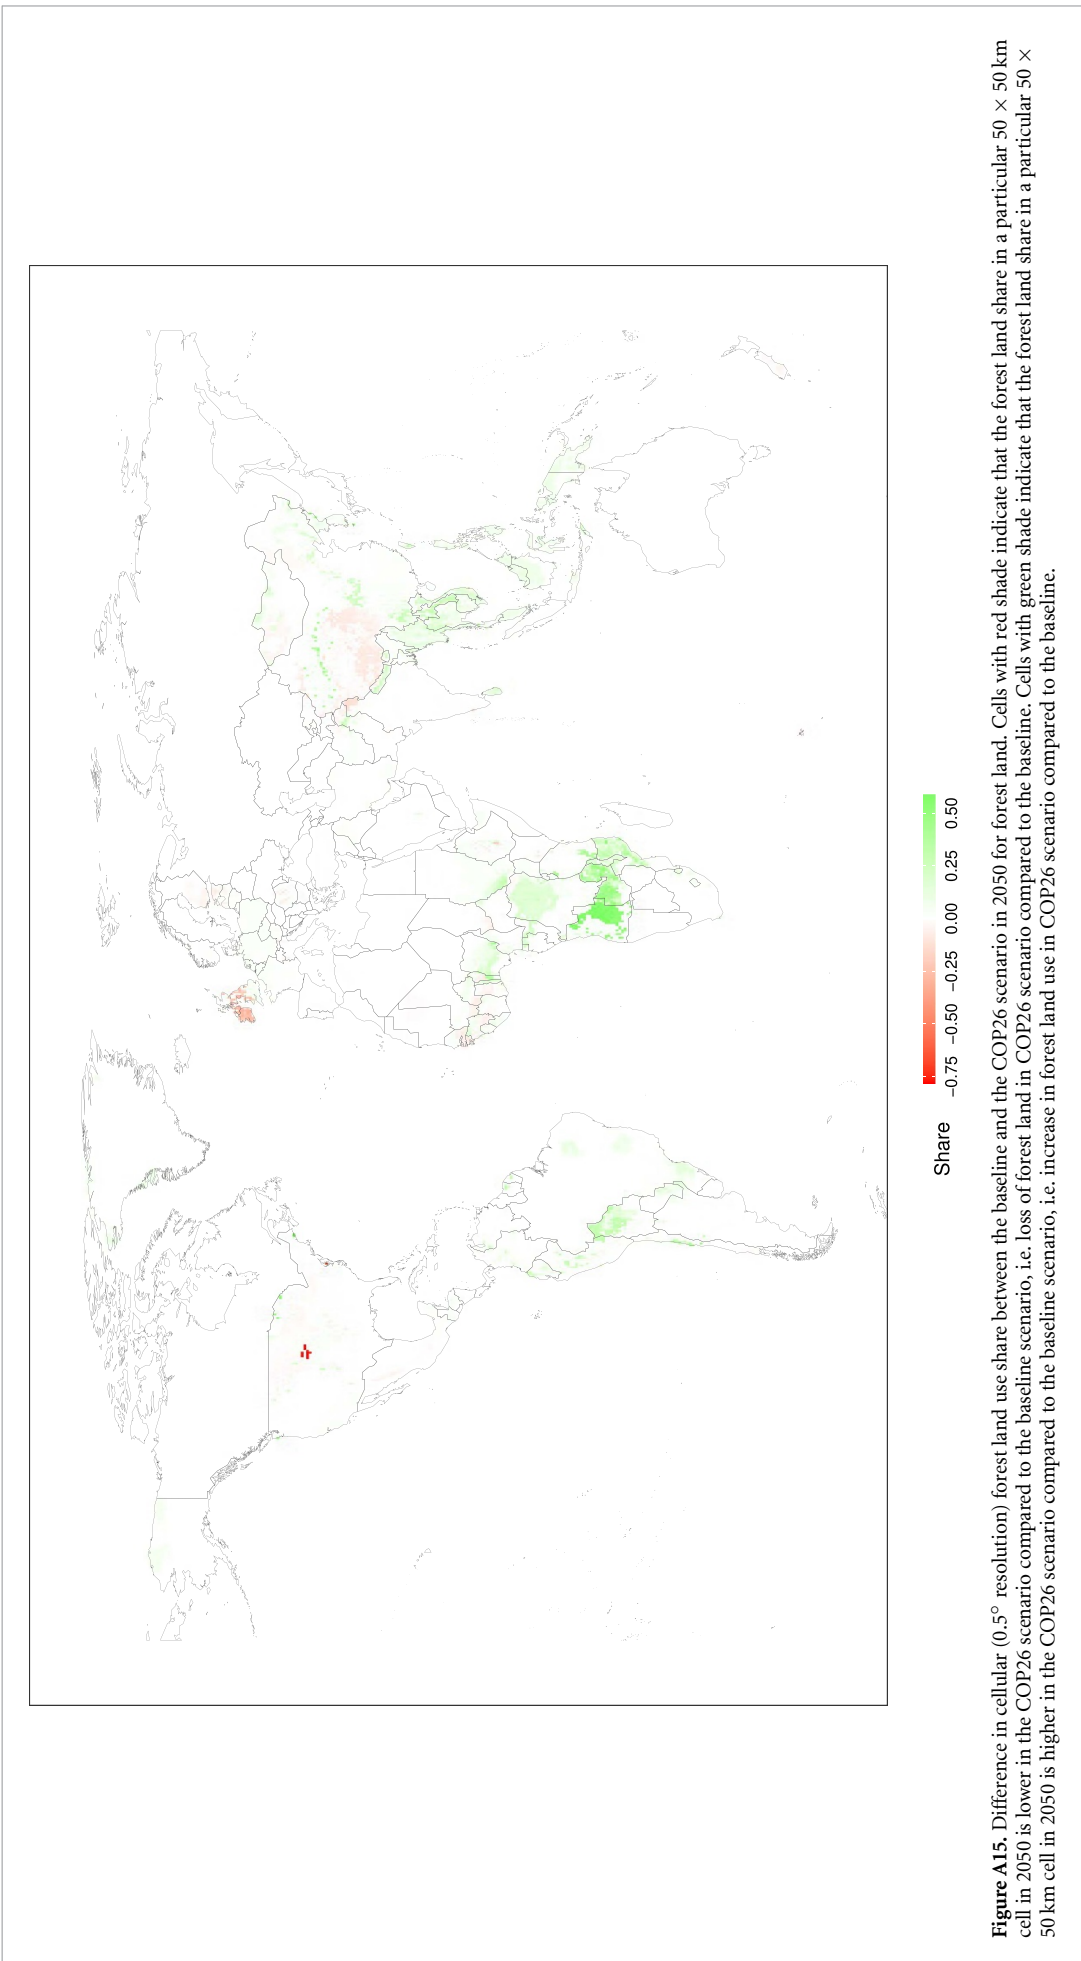 Share
−0.75 −0.50 −0.25 0.00 0.25 0.50
Figure A15. Difference in cellular (0.5° resolution) forest land use share between the baseline and the COP26 scenario in 2050 for forest land. Cells with red shade indicate that the forest land share in a particular 50 × 50 km
cell in 2050 is lower in the COP26 scenario compared to the baseline scenario, i.e. loss of forest land in COP26 scenario compared to the baseline. Cells with green shade indicate that the forest land share in a particular 50 ×
50 km cell in 2050 is higher in the COP26 scenario compared to the baseline scenario, i.e. increase in forest land use in COP26 scenario compared to the baseline.